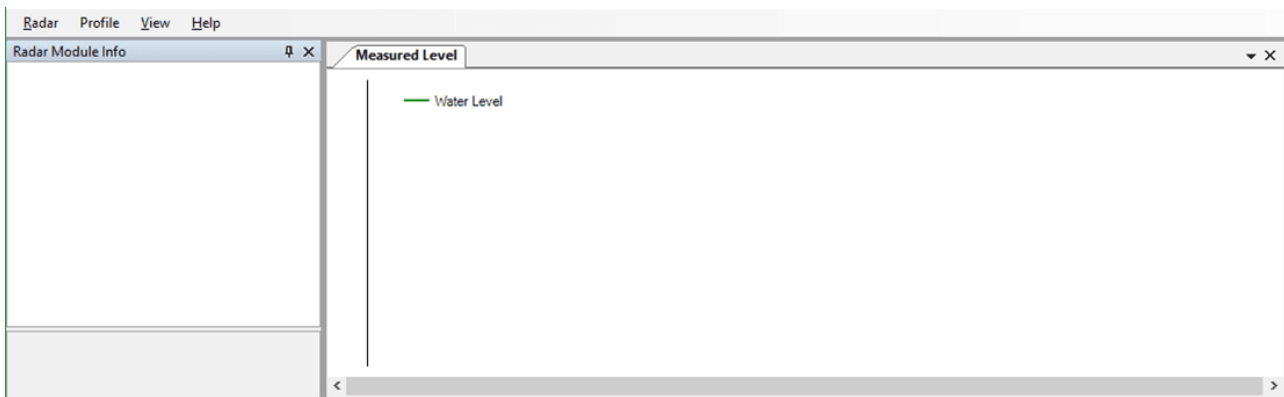 Radar Profile View Help
Radar Module Info
Measured Level
Water Level